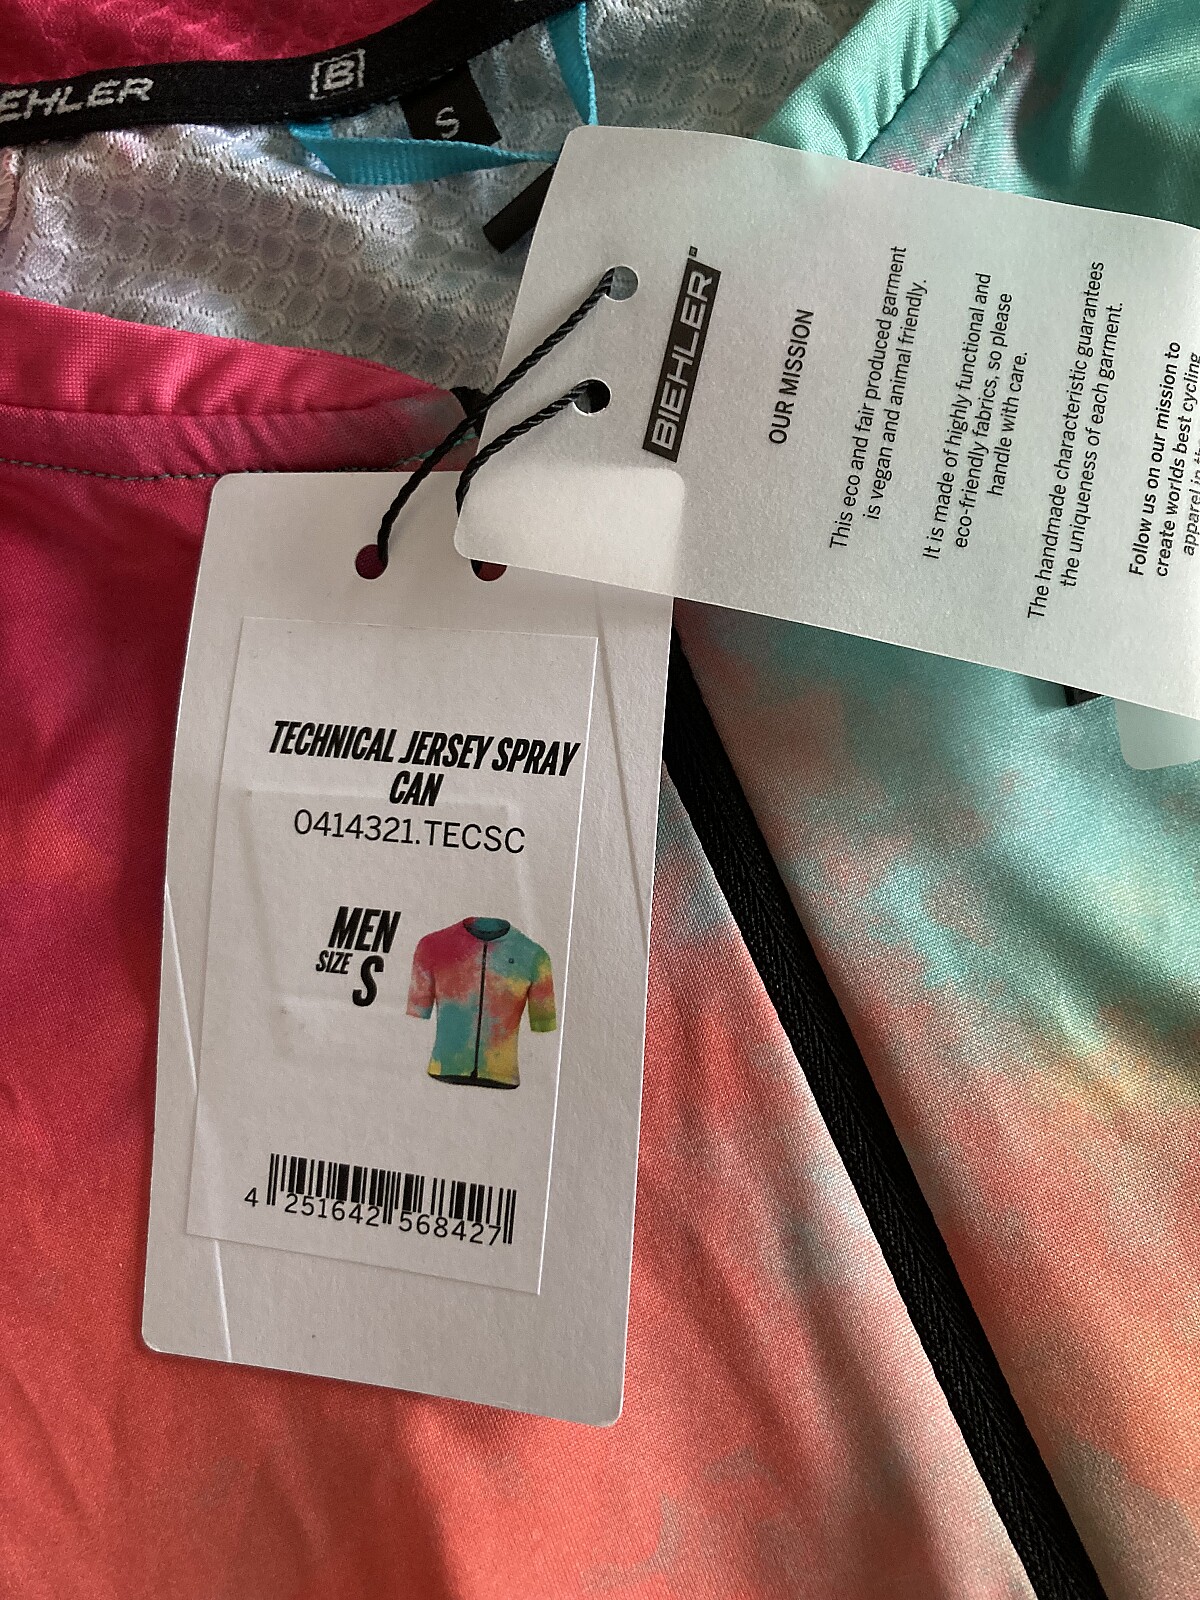 EHLER
[B]
S
BIEHLER
OUR MISSION
This eco and fair produced garment
is vegan and animal friendly.
It is made of highly functional and
eco-friendly fabrics, so please
handle with care.
The handmade characteristic guarantees
the uniqueness of each garment.
Follow us on our mission to
create worlds best cycling
apparel in
TECHNICAL JERSEY SPRAY
CAN
0414321.TECSC
MEN
SIZE S
4 251642 568427